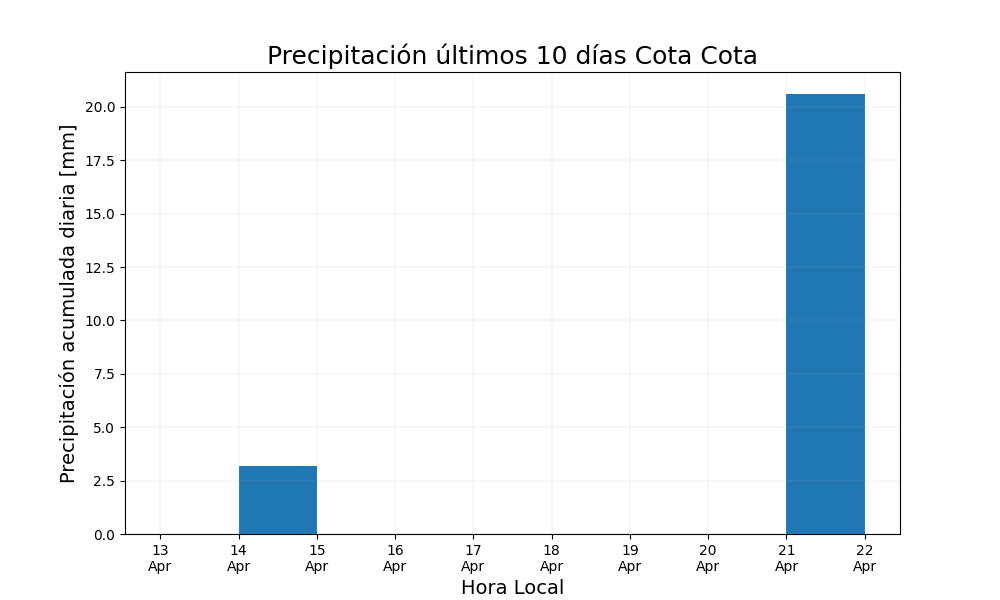 Precipitación últimos 10 días Cota Cota
Precipitación acumulada diaria [mm]
20.0
17.5
15.0
12.5
10.0
7.5
5.0
2.5
0.0
13 14 15 16 17 18 19 20 21 22
Apr Apr Apr Apr Apr Apr Apr Apr Apr Apr
Hora Local